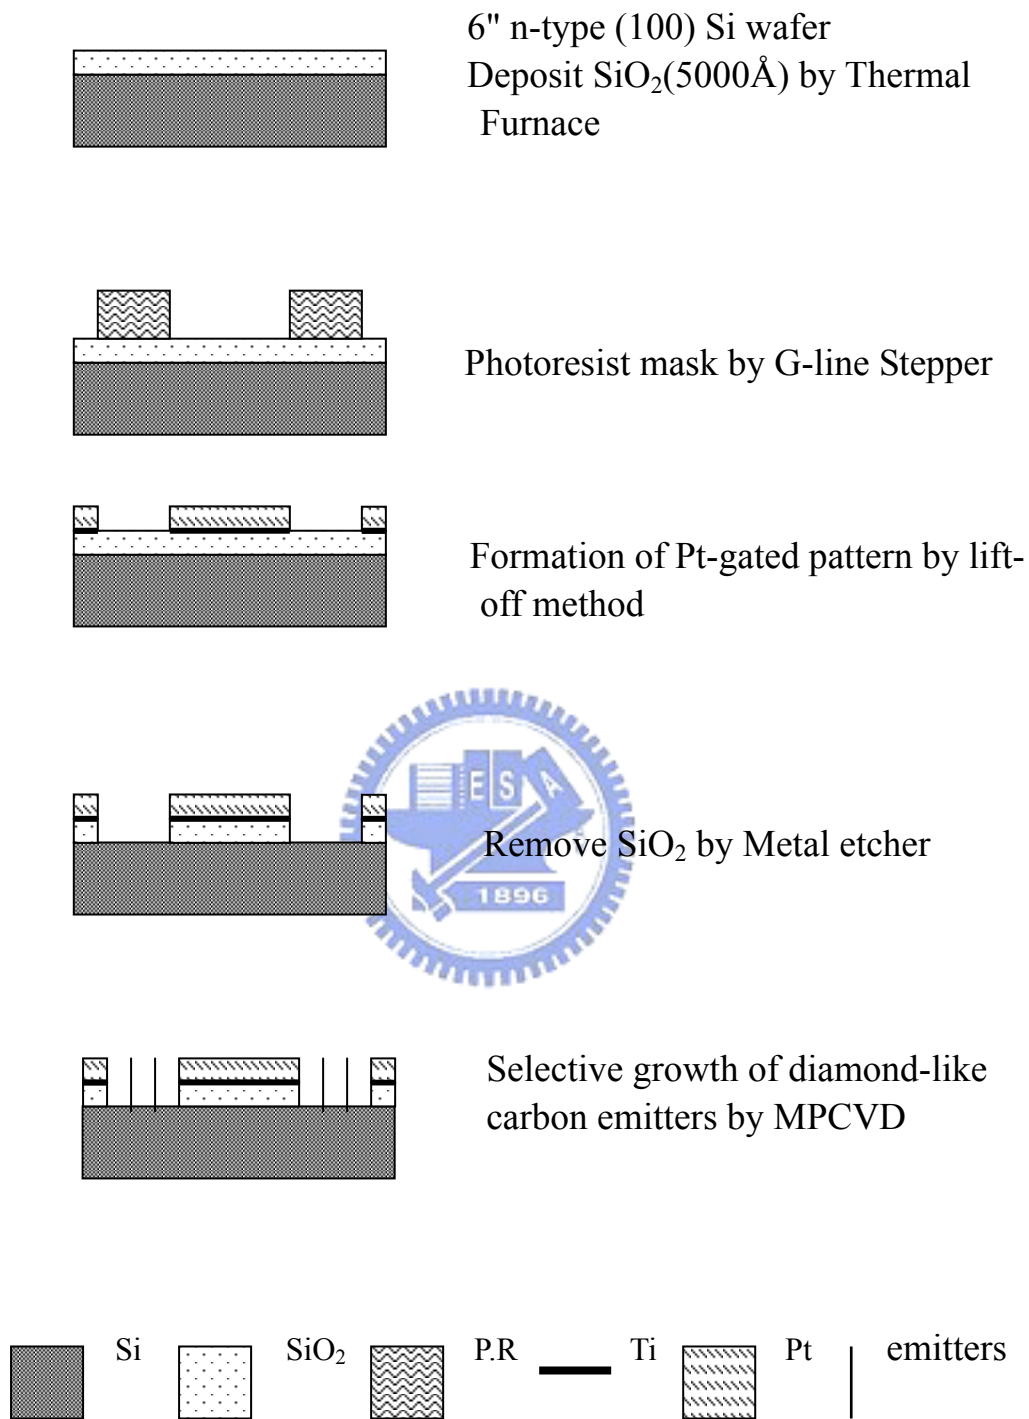 6" n-type (100) Si wafer
Deposit SiO₂(5000Å) by Thermal
Furnace
Photoresist mask by G-line Stepper
Formation of Pt-gated pattern by lift-
off method
E S A
Remove SiO₂ by Metal etcher
1896
Selective growth of diamond-like
carbon emitters by MPCVD
Si SiO₂ P.R Ti Pt emitters